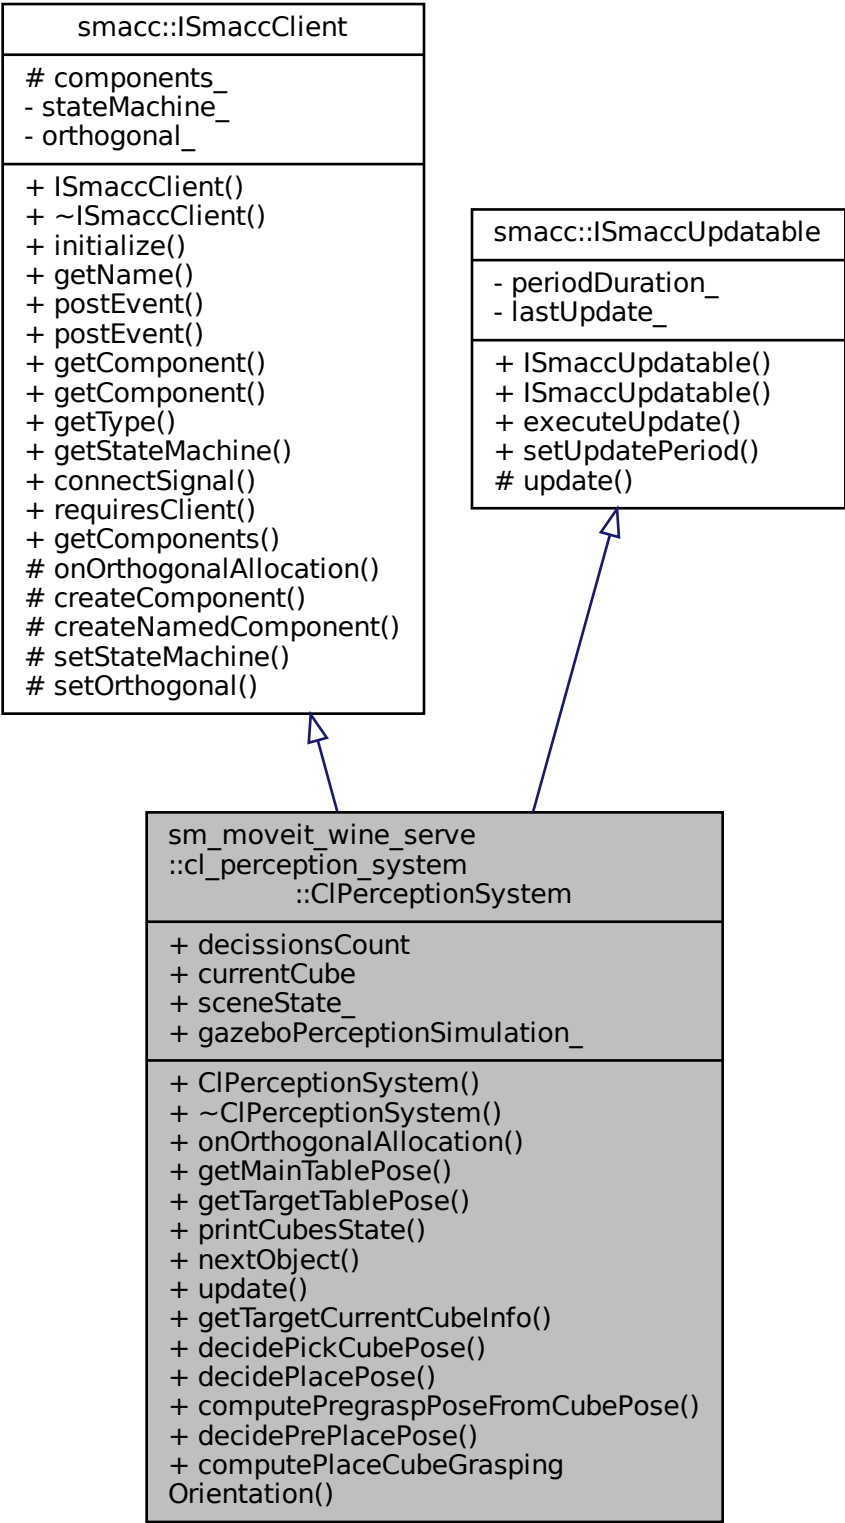 smacc::ISmaccClient
# components_
- stateMachine_
- orthogonal_
+ ISmaccClient()
+ ~ISmaccClient()
+ initialize()
+ getName()
+ postEvent()
+ postEvent()
+ getComponent()
+ getComponent()
+ getType()
+ getStateMachine()
+ connectSignal()
+ requiresClient()
+ getComponents()
# onOrthogonalAllocation()
# createComponent()
# createNamedComponent()
# setStateMachine()
# setOrthogonal()
smacc::ISmaccUpdatable
- periodDuration_
- lastUpdate_
+ ISmaccUpdatable()
+ ISmaccUpdatable()
+ executeUpdate()
+ setUpdatePeriod()
# update()
sm_moveit_wine_serve
::cl_perception_system
::ClPerceptionSystem
+ decissionsCount
+ currentCube
+ sceneState_
+ gazeboPerceptionSimulation_
+ ClPerceptionSystem()
+ ~ClPerceptionSystem()
+ onOrthogonalAllocation()
+ getMainTablePose()
+ getTargetTablePose()
+ printCubesState()
+ nextObject()
+ update()
+ getTargetCurrentCubeInfo()
+ decidePickCubePose()
+ decidePlacePose()
+ computePregraspPoseFromCubePose()
+ decidePrePlacePose()
+ computePlaceCubeGrasping
Orientation()